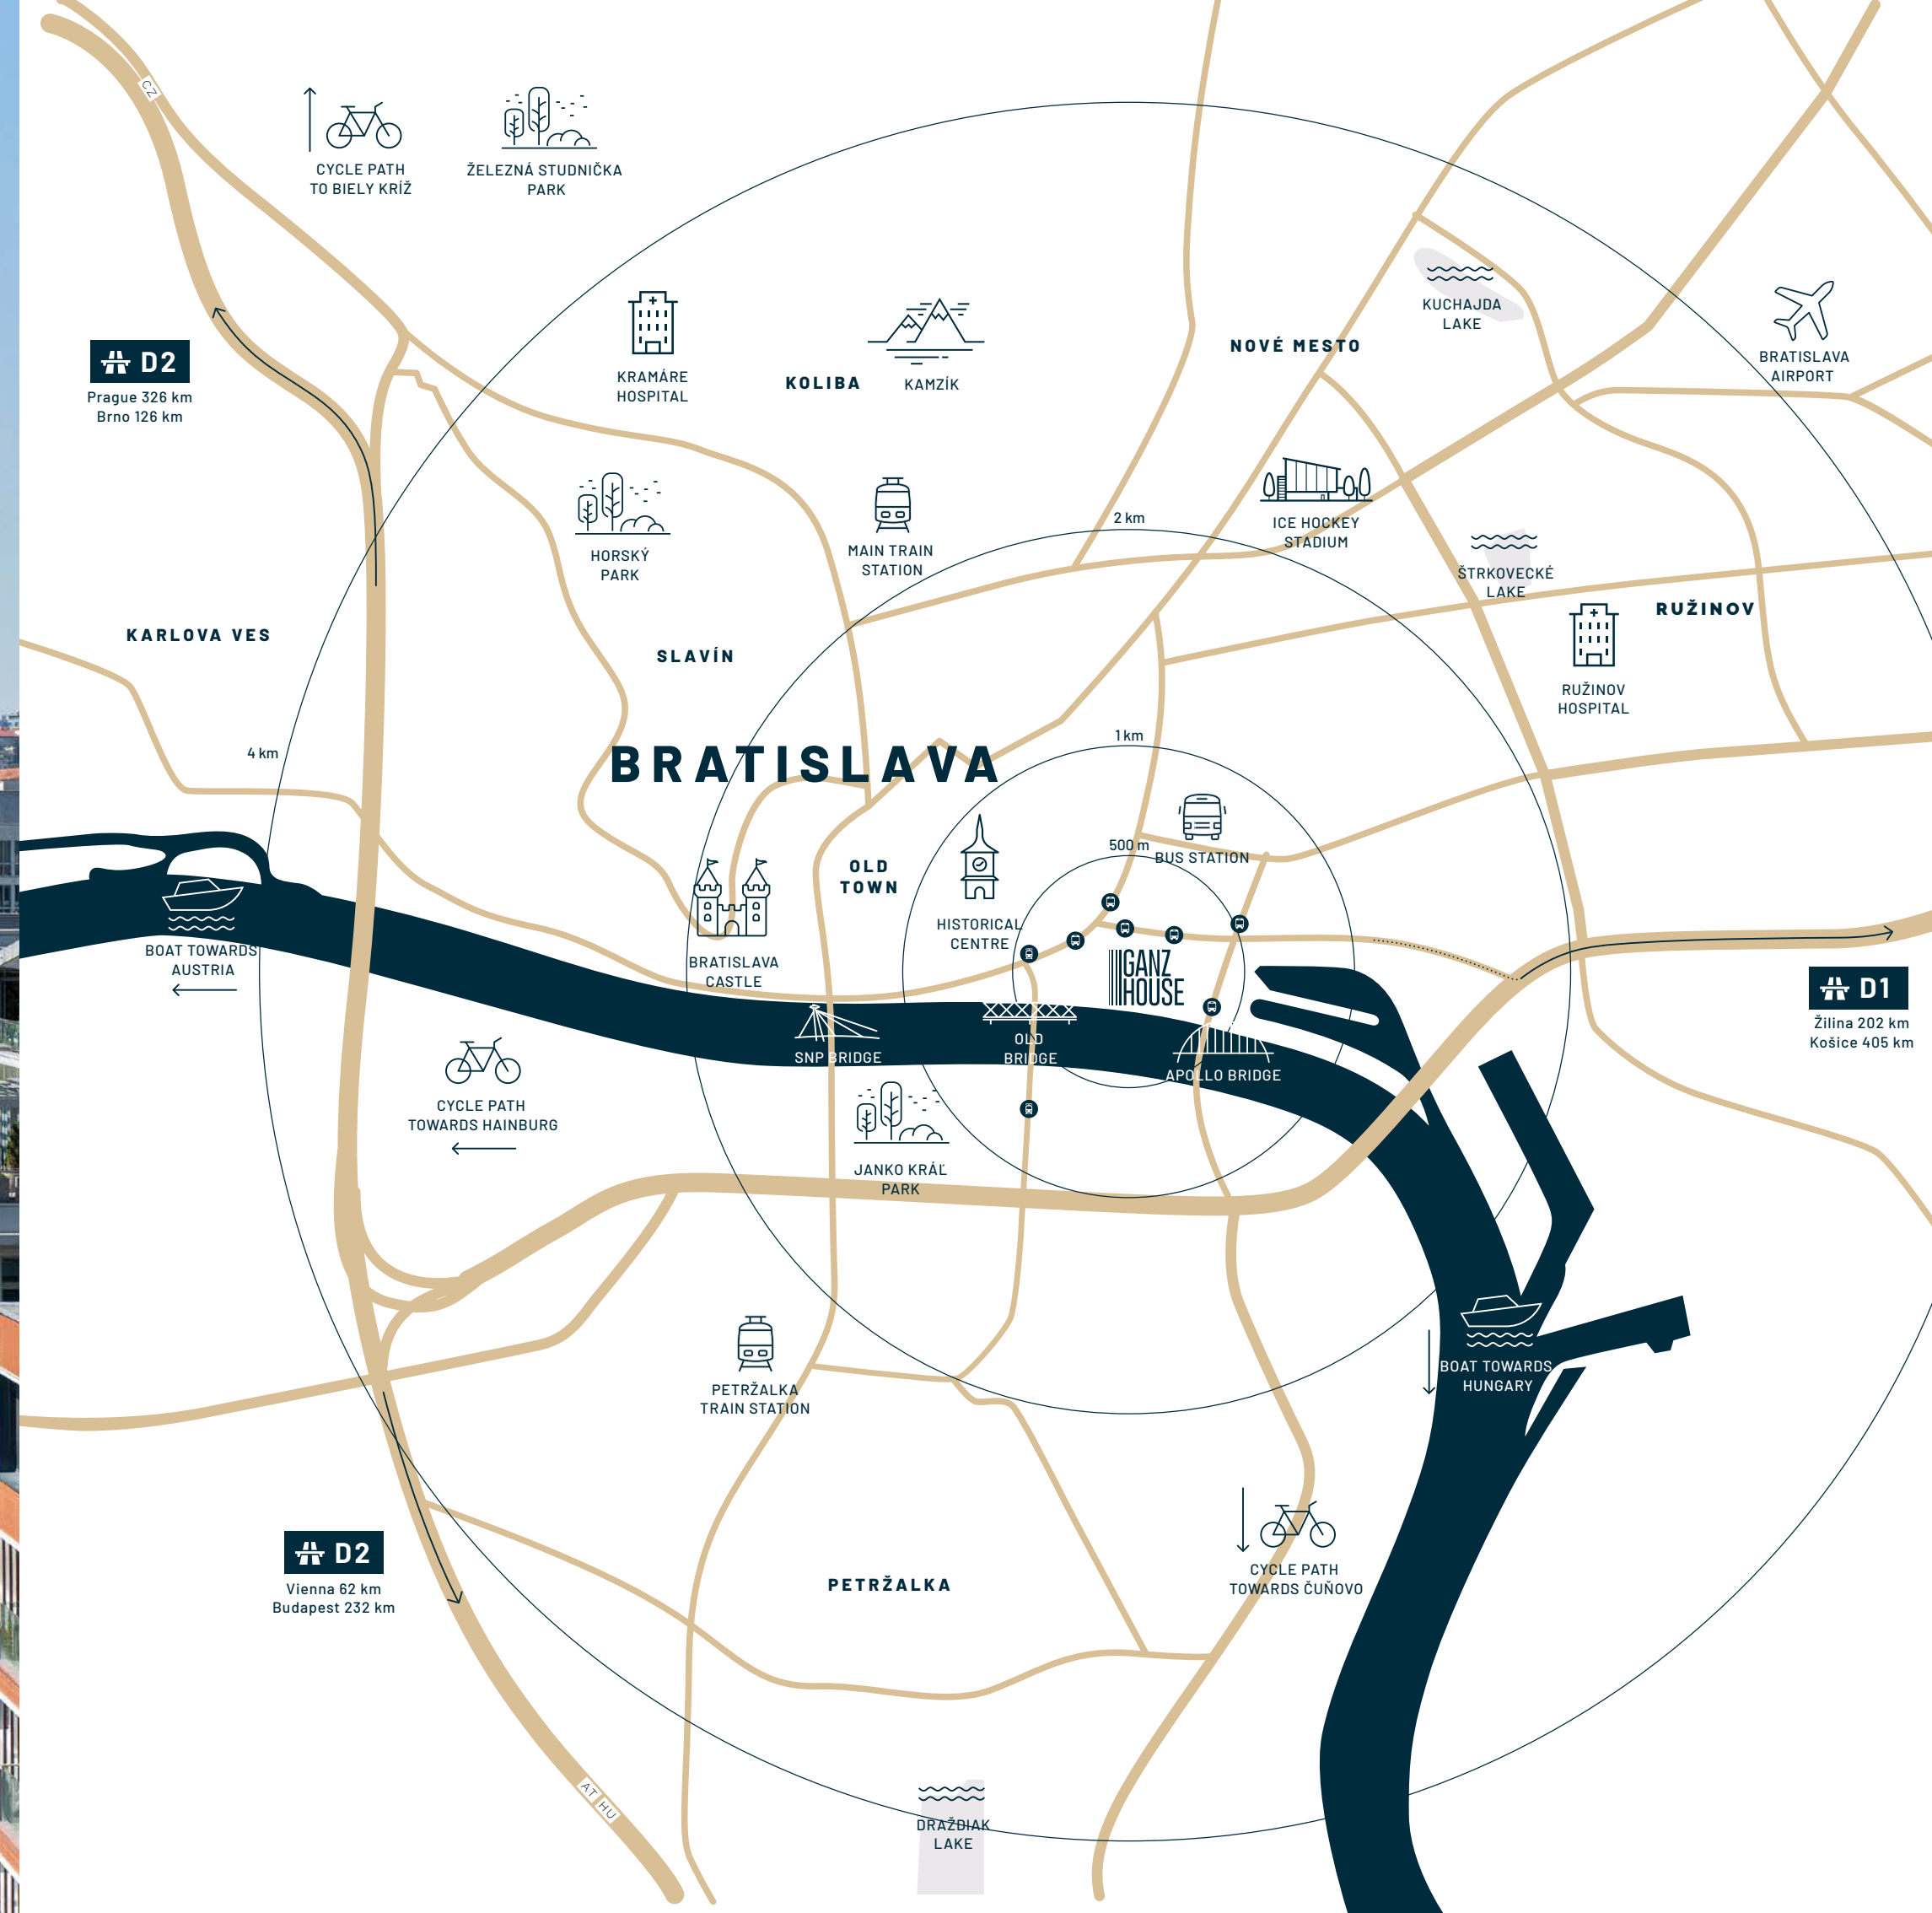 CZ
CYCLE PATH
TO BIELY KRÍŽ
ŽELEZNÁ STUDNIČKA
PARK
KUCHAJDA
LAKE
NOVÉ MESTO
BRATISLAVA
AIRPORT
D2
Prague 326 km
Brno 126 km
KRAMÁRE
HOSPITAL
KOLIBA
KAMZÍK
2 km
ICE HOCKEY
STADIUM
HORSKÝ
PARK
MAIN TRAIN
STATION
ŠTRKOVECKÉ
LAKE
RUŽINOV
KARLOVA VES
SLAVÍN
RUŽINOV
HOSPITAL
4 km
1 km
BRATISLAVA
500 m
BUS STATION
OLD
TOWN
HISTORICAL
CENTRE
BOAT TOWARDS
AUSTRIA
BRATISLAVA
CASTLE
GANZ
HOUSE
D1
Žilina 202 km
Košice 405 km
SNP BRIDGE
OLD
BRIDGE
APOLLO BRIDGE
CYCLE PATH
TOWARDS HAINBURG
JANKO KRÁĽ
PARK
BOAT TOWARDS
HUNGARY
PETRŽALKA
TRAIN STATION
D2
Vienna 62 km
Budapest 232 km
PETRŽALKA
CYCLE PATH
TOWARDS ČUŇOVO
AT HU
DRAŽDIAK
LAKE